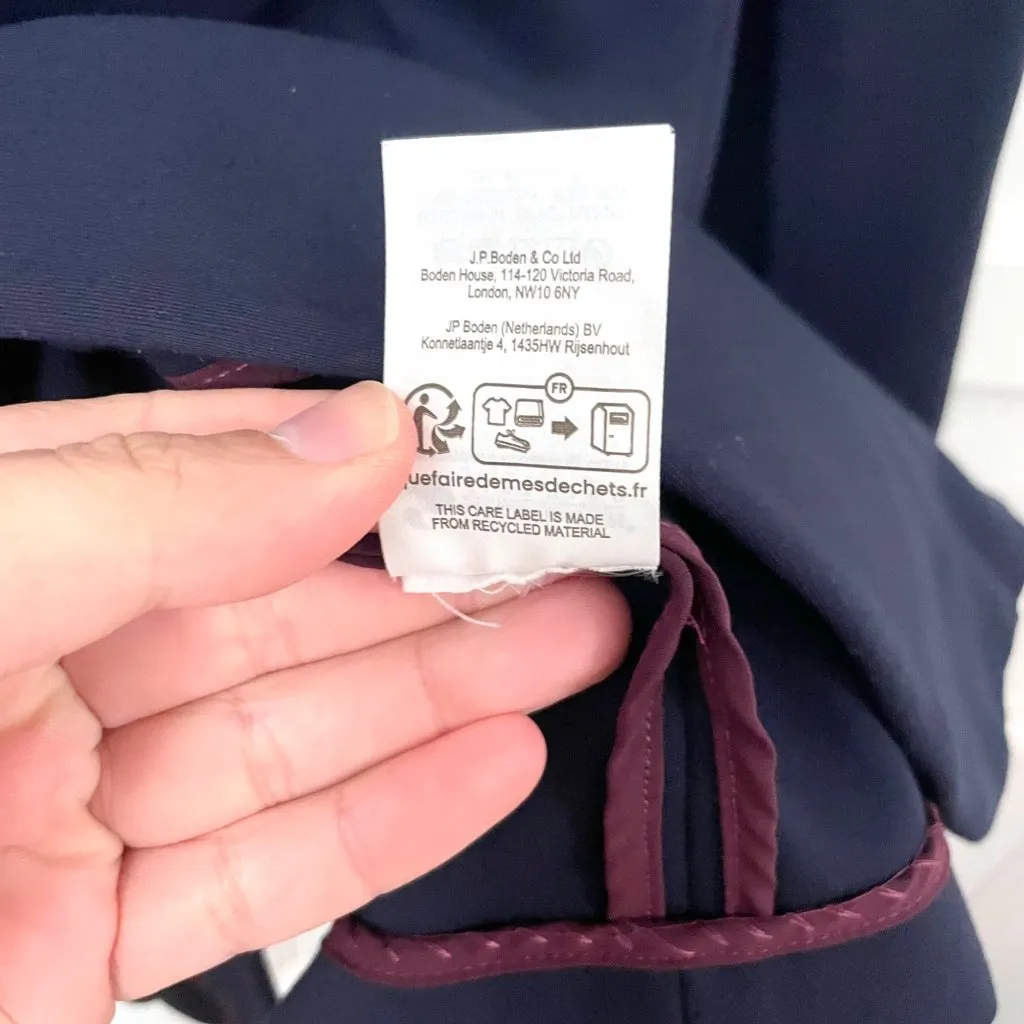 J.P.Boden & Co Ltd
Boden House, 114-120 Victoria Road,
London, NW10 6NY
JP Boden (Netherlands) BV
Konnetlaantje 4, 1435HW Rijsenhout
FR
uefairedemesdechets.fr
THIS CARE LABEL IS MADE
FROM RECYCLED MATERIAL